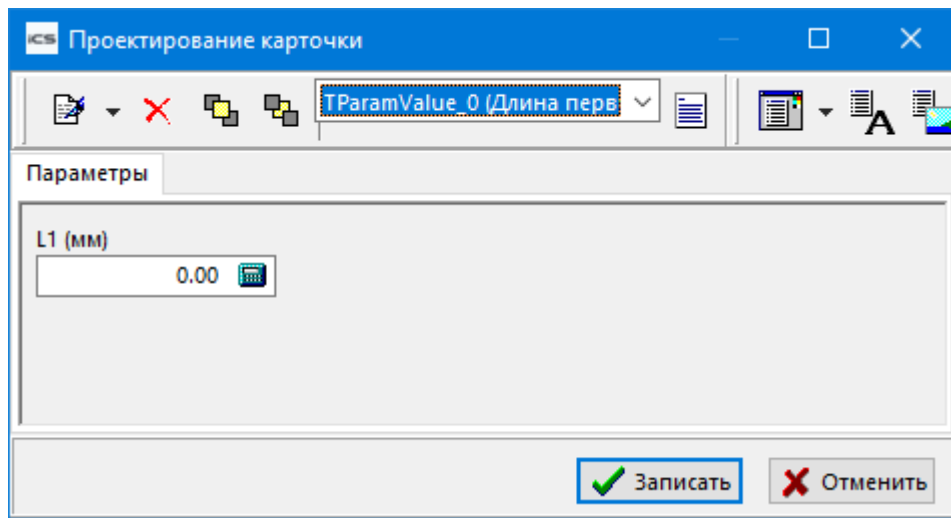 iCS Проектирование карточки
TParamValue_0 (Длина перв
A
Параметры
L1 (мм)
0.00
Записать
Отменить